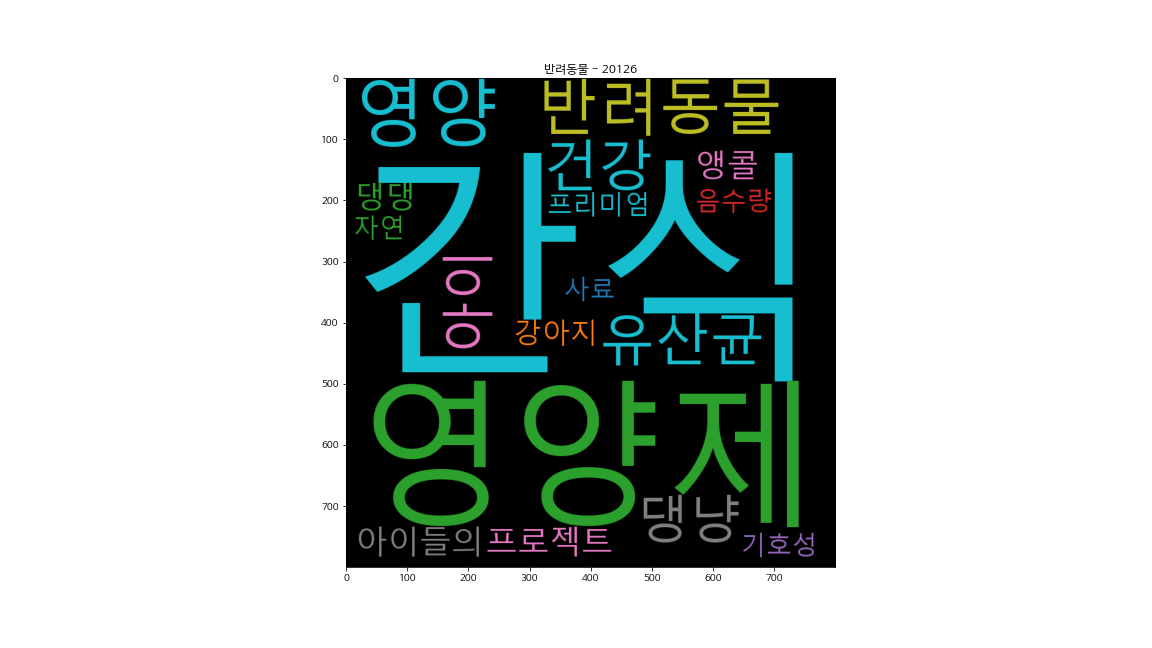 반려동물 - 20126
영양 반려동물
건강 앵콜
간식
댕댕 프리미엄 음수량
자연
호
사료
강아지 유산균
영양제
댕냥
아이들의 프로젝트 기호성
0
100
200
300
400
500
600
700
0 100 200 300 400 500 600 700